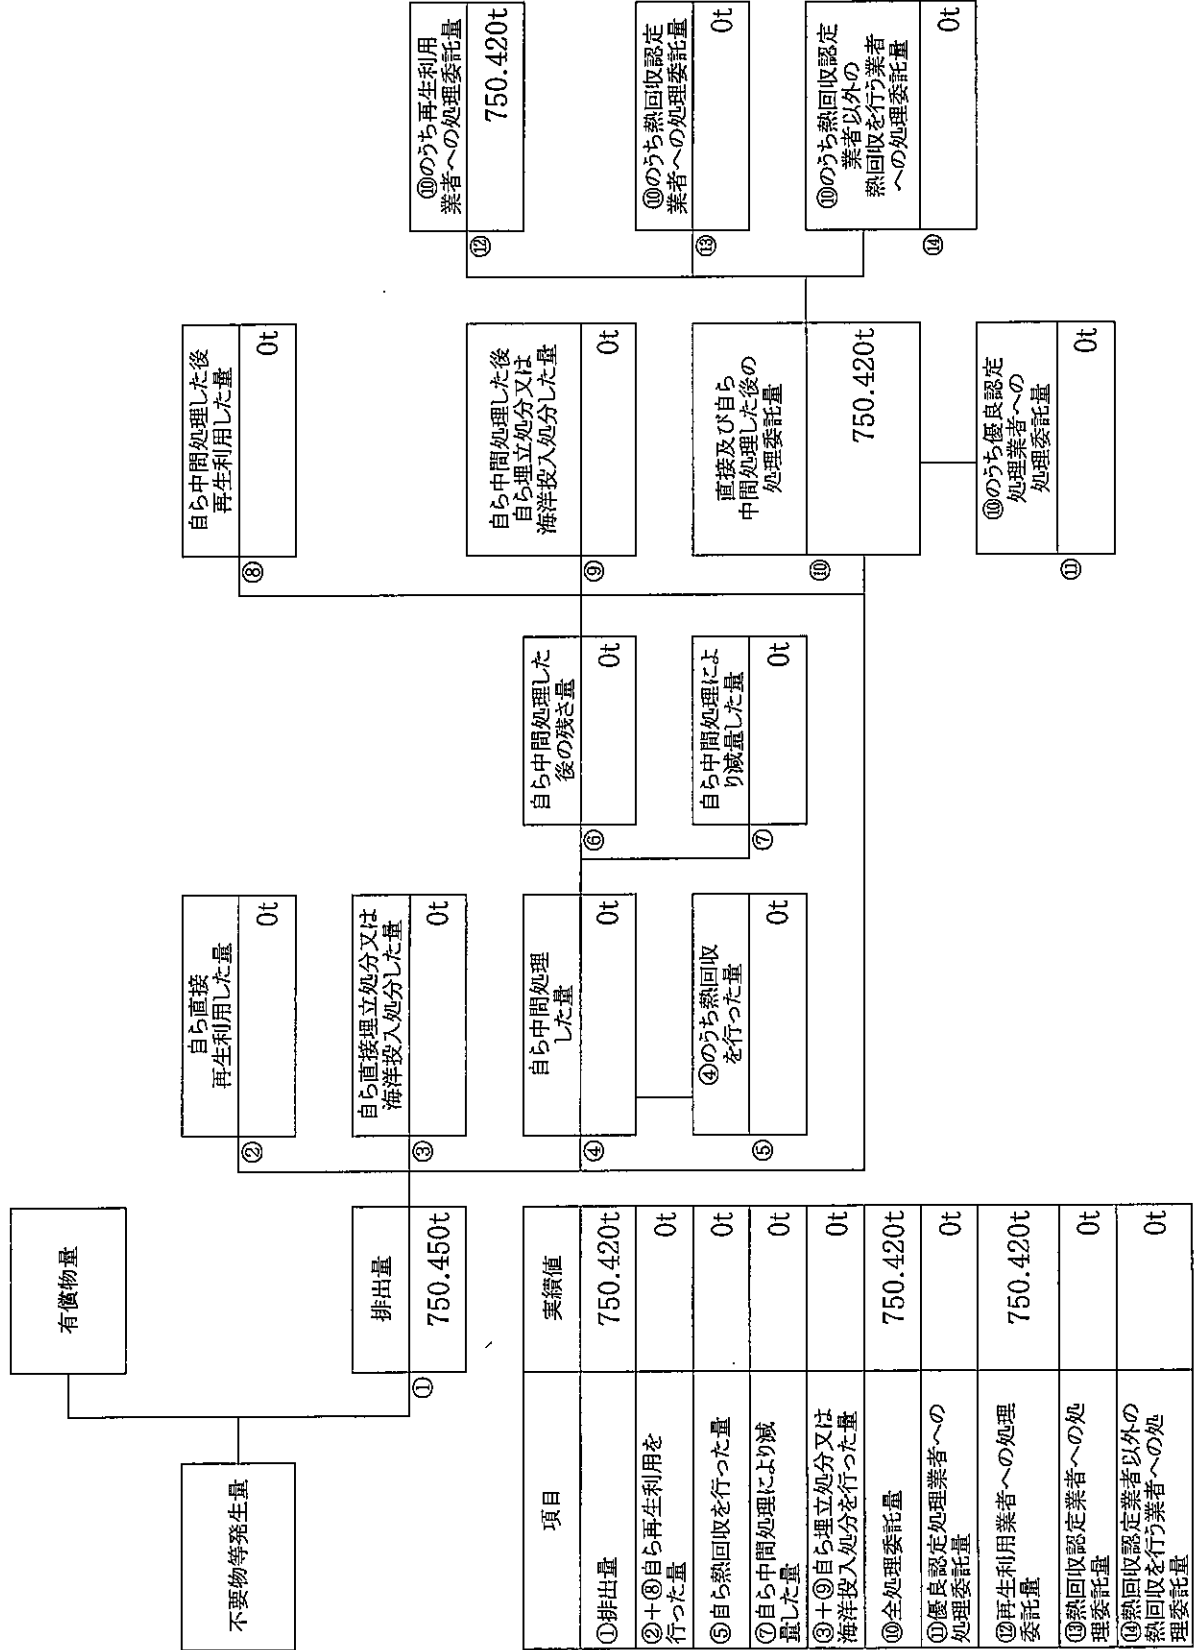 不要物等発生量
有償物量
①
排出量
750.450t
②
自ら直接
再生利用した量
0t
③
自ら直接埋立処分又は
海洋投入処分した量
0t
④
自ら中間処理
した量
0t
⑤
④のうち熱回収
を行った量
0t
⑥
自ら中間処理した
後の残さ量
0t
⑦
自ら中間処理によ
り減量した量
0t
⑧
自ら中間処理した後
再生利用した量
0t
⑨
自ら中間処理した後
自ら埋立処分又は
海洋投入処分した量
0t
⑩
直接及び自ら
中間処理した後の
処理委託量
750.420t
⑪
⑩のうち優良認定
処理業者への
処理委託量
0t
⑫
⑩のうち再生利用
業者への処理委託量
750.420t
⑬
⑩のうち熱回収認定
業者への処理委託量
0t
⑭
⑩のうち熱回収認定
業者以外の
熱回収を行う業者
への処理委託量
0t
項目
実績値
①排出量
750.420t
②+⑧自ら再生利用を
行った量
0t
⑤自ら熱回収を行った量
0t
⑦自ら中間処理により減
量した量
0t
③+⑨自ら埋立処分又は
海洋投入処分を行った量
0t
⑩全処理委託量
750.420t
⑪優良認定処理業者への
処理委託量
0t
⑫再生利用業者への処理
委託量
750.420t
⑬熱回収認定業者への処
理委託量
0t
⑭熱回収認定業者以外の
熱回収を行う業者への処
理委託量
0t